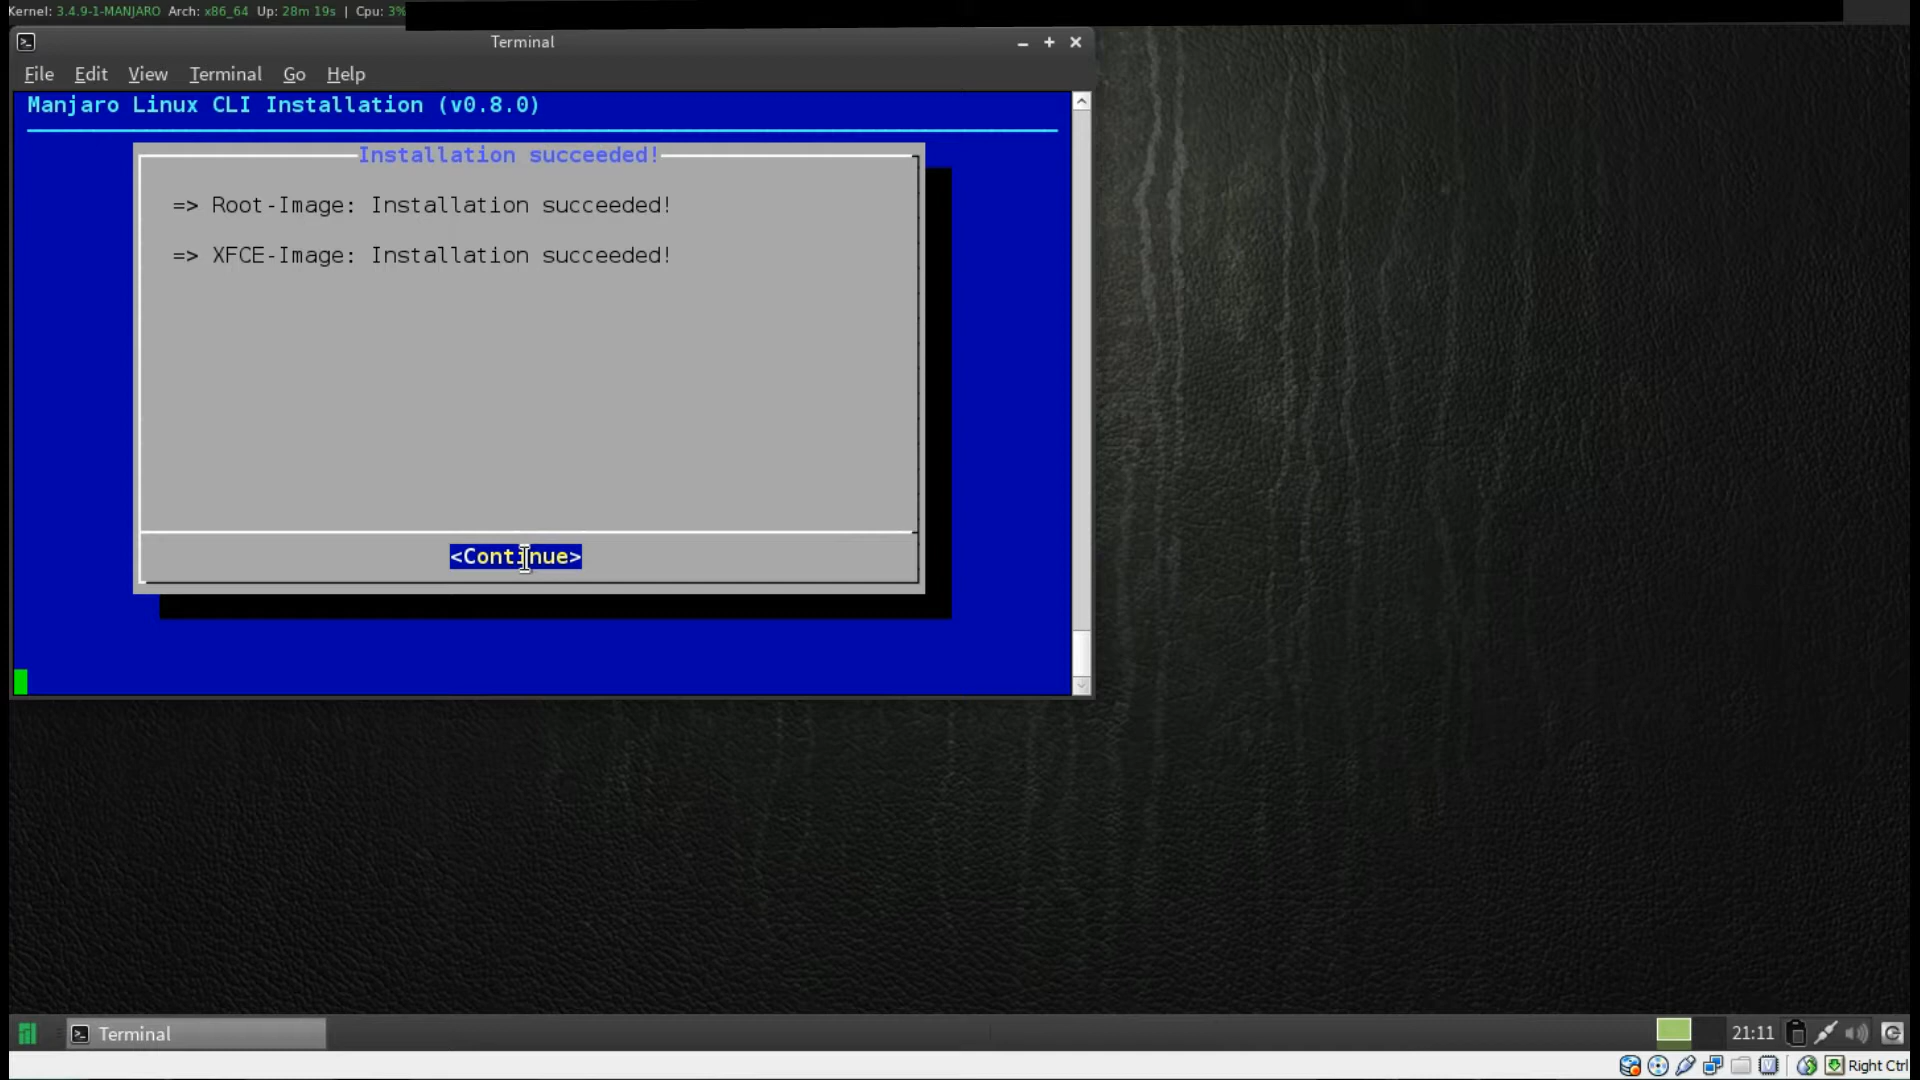 Kernel: 3.4.9-1-MANJARO Arch: x86_64 Up: 28m 19s | Cpu: 3%
Terminal
File Edit View Terminal Go Help
Manjaro Linux CLI Installation (v0.8.0)
Installation succeeded!
=> Root-Image: Installation succeeded!
=> XFCE-Image: Installation succeeded!
<Continue>
Terminal
21:11
Right Ctrl